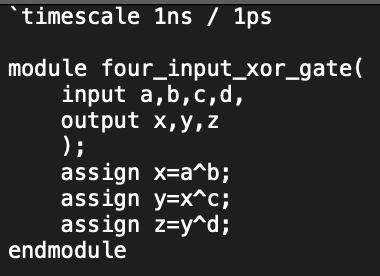 `timescale 1ns / 1ps
module four_input_xor_gate(
input a,b,c,d,
output x,y,z
);
assign x=a^b;
assign y=x^c;
assign z=y^d;
endmodule